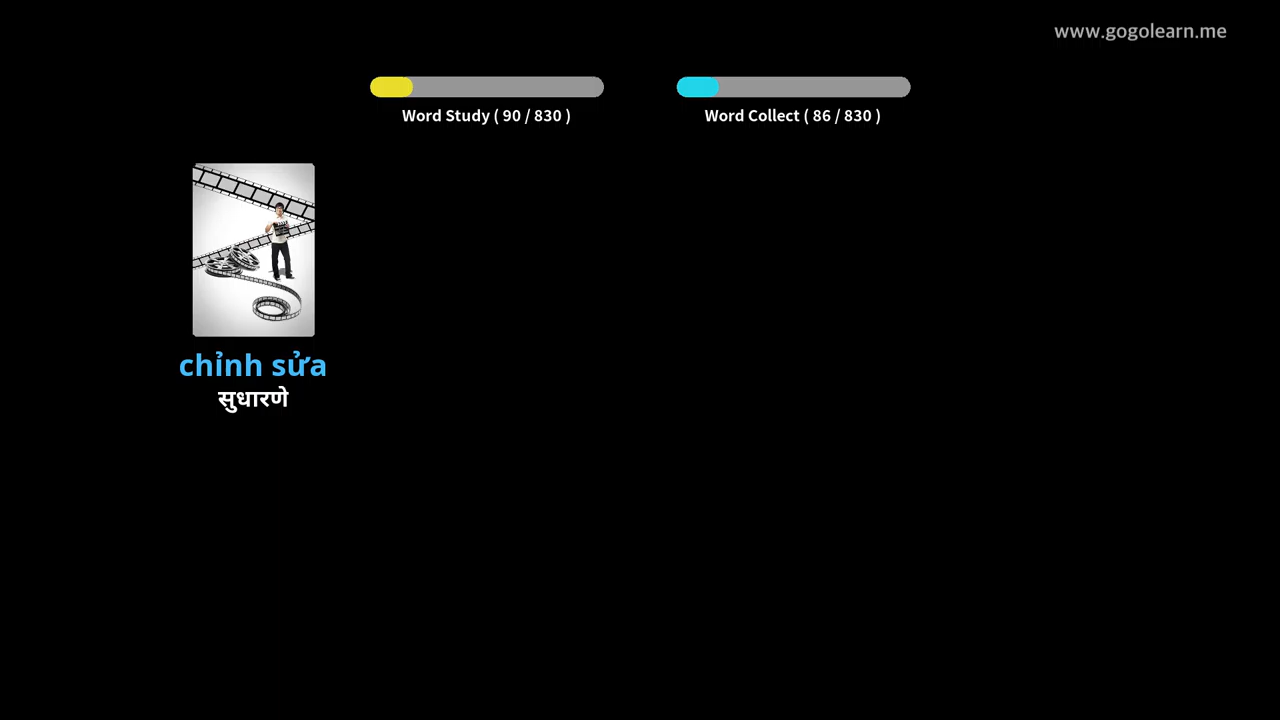 www.gogolearn.me
Word Study ( 90 / 830 )
Word Collect ( 86 / 830 )
chỉnh sửa
सुधारणे